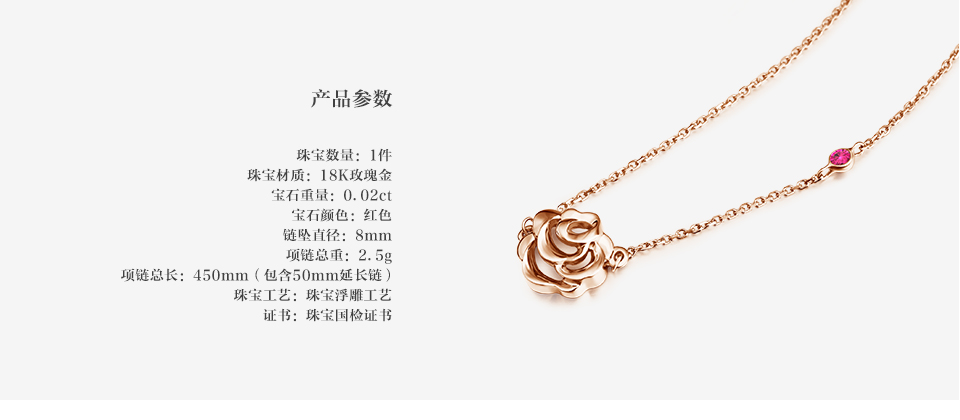 产品参数
珠宝数量：1件
珠宝材质：18K玫瑰金
宝石重量：0.02ct
宝石颜色：红色
链坠直径：8mm
项链总重：2.5g
项链总长：450mm（包含50mm延长链）
珠宝工艺：珠宝浮雕工艺
证书：珠宝国检证书